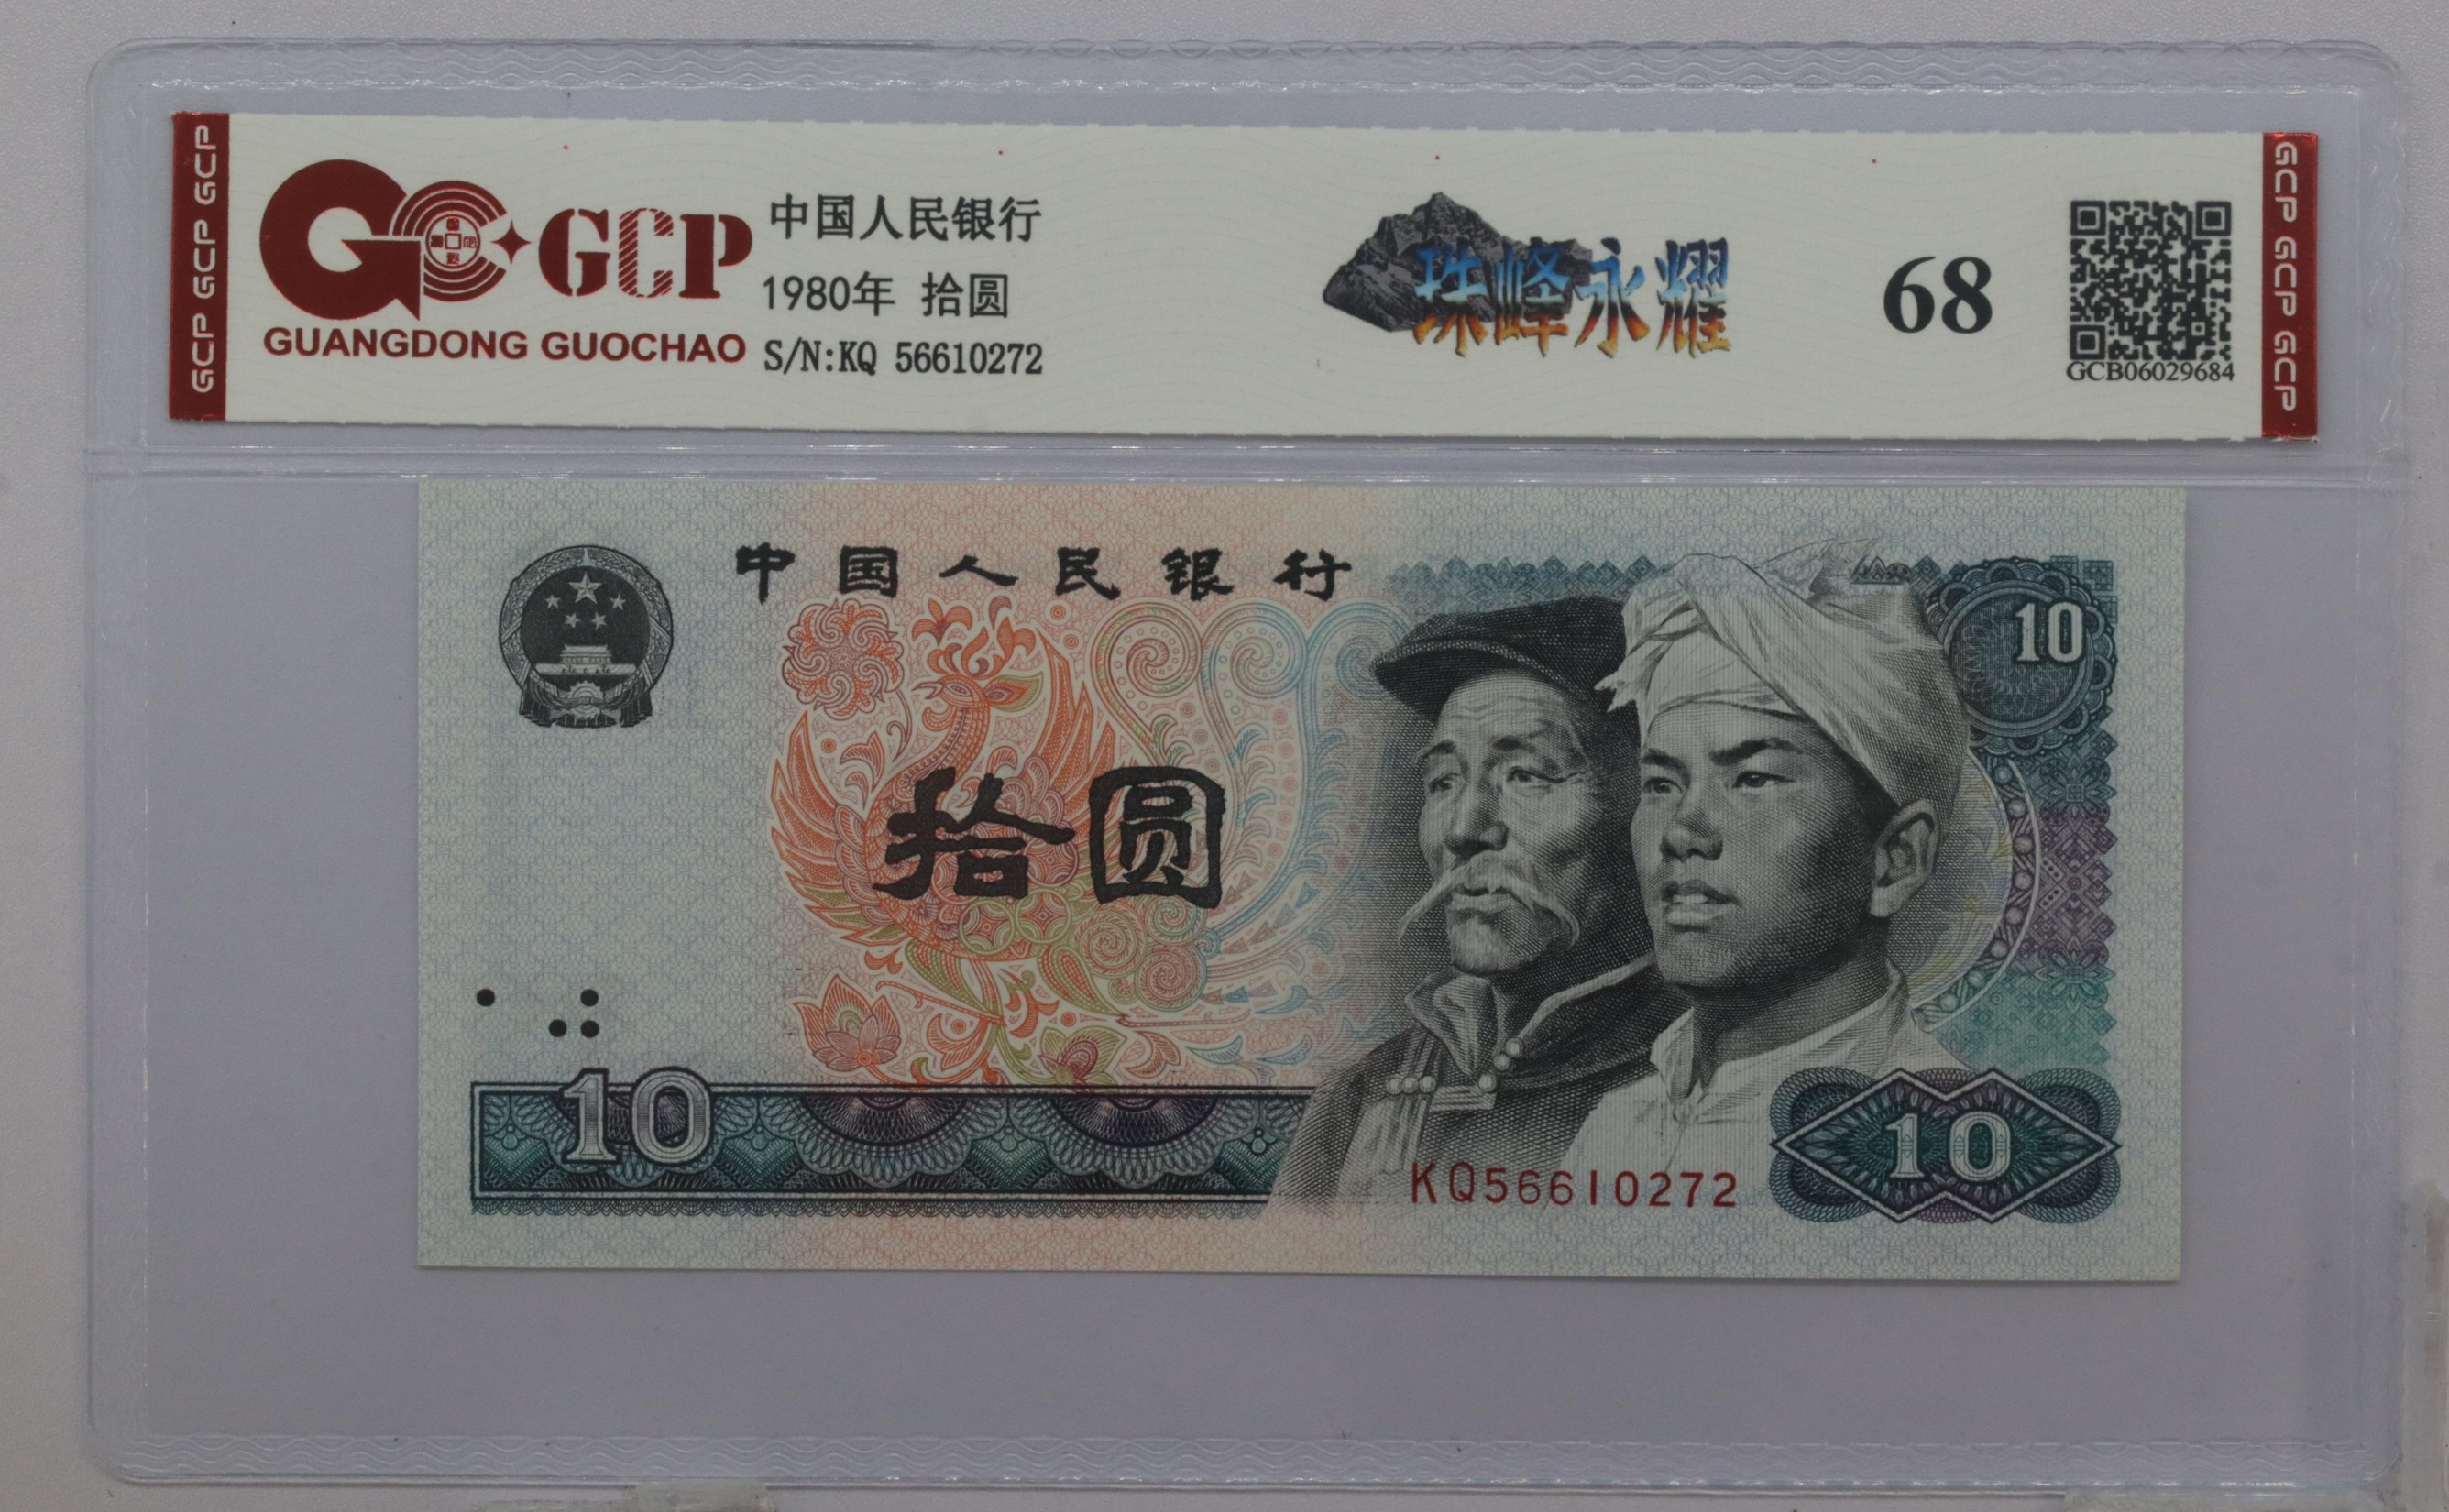 GCP GCP GCP
GCP
GUANGDONG GUOCHAO
中国人民银行
1980年 拾圆
S/N:KQ 56610272
珠峰永耀
68
GCB06029684
GCP GCP GCP
中国人民银行
10
拾圆
10
KQ56610272
10